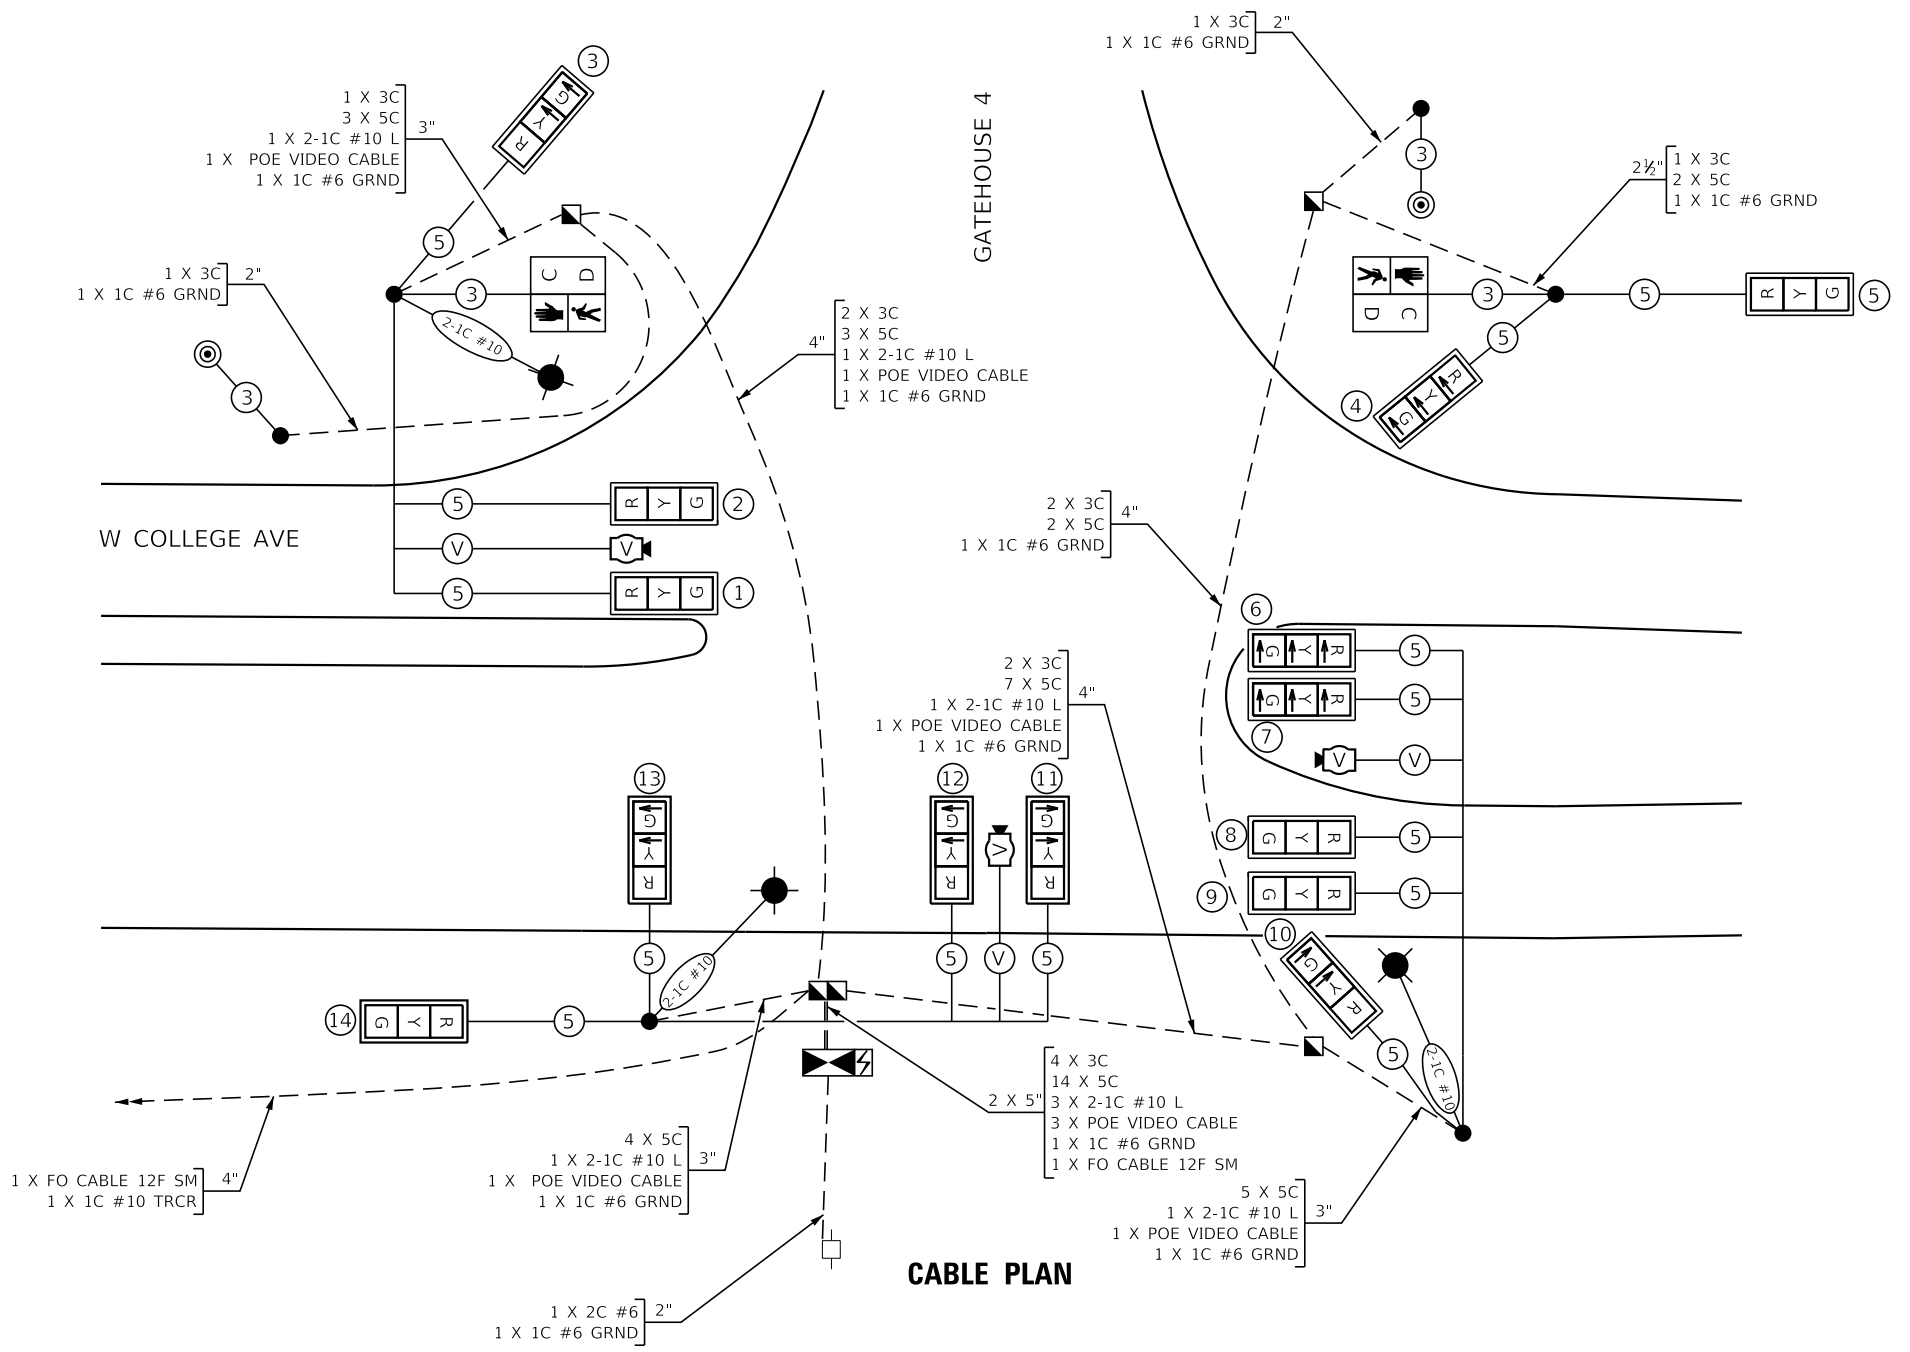 1 X 3C 2"
1 X 1C #6 GRND
3
1 X 3C
3 X 5C
1 X 2-1C #10 L 3"
1 X POE VIDEO CABLE
1 X 1C #6 GRND
R Y G
5
3
C D
2-1C #10
1 X 3C 2"
1 X 1C #6 GRND
3
GATEHOUSE 4
3
2½"
1 X 3C
2 X 5C
1 X 1C #6 GRND
3
D C
5
R Y G
5
5
R Y G
4
4"
2 X 3C
3 X 5C
1 X 2-1C #10 L
1 X POE VIDEO CABLE
1 X 1C #6 GRND
W COLLEGE AVE
5 R Y G 2
V V
5 R Y G 1
2 X 3C
2 X 5C 4"
1 X 1C #6 GRND
6
G Y R 5
G Y R 5
7
V V
8 G Y R 5
9 G Y R 5
10
G Y R
5
2-1C #10
2 X 3C
7 X 5C
1 X 2-1C #10 L 4"
1 X POE VIDEO CABLE
1 X 1C #6 GRND
13
G
Y
R
5
2-1C #10
12
G
Y
R
5
V
V
11
G
Y
R
5
14 G Y R 5
2 X 5"
4 X 3C
14 X 5C
3 X 2-1C #10 L
3 X POE VIDEO CABLE
1 X 1C #6 GRND
1 X FO CABLE 12F SM
1 X FO CABLE 12F SM 4"
1 X 1C #10 TRCR
4 X 5C
1 X 2-1C #10 L 3"
1 X POE VIDEO CABLE
1 X 1C #6 GRND
5 X 5C
1 X 2-1C #10 L 3"
1 X POE VIDEO CABLE
1 X 1C #6 GRND
1 X 2C #6 2"
1 X 1C #6 GRND
CABLE PLAN